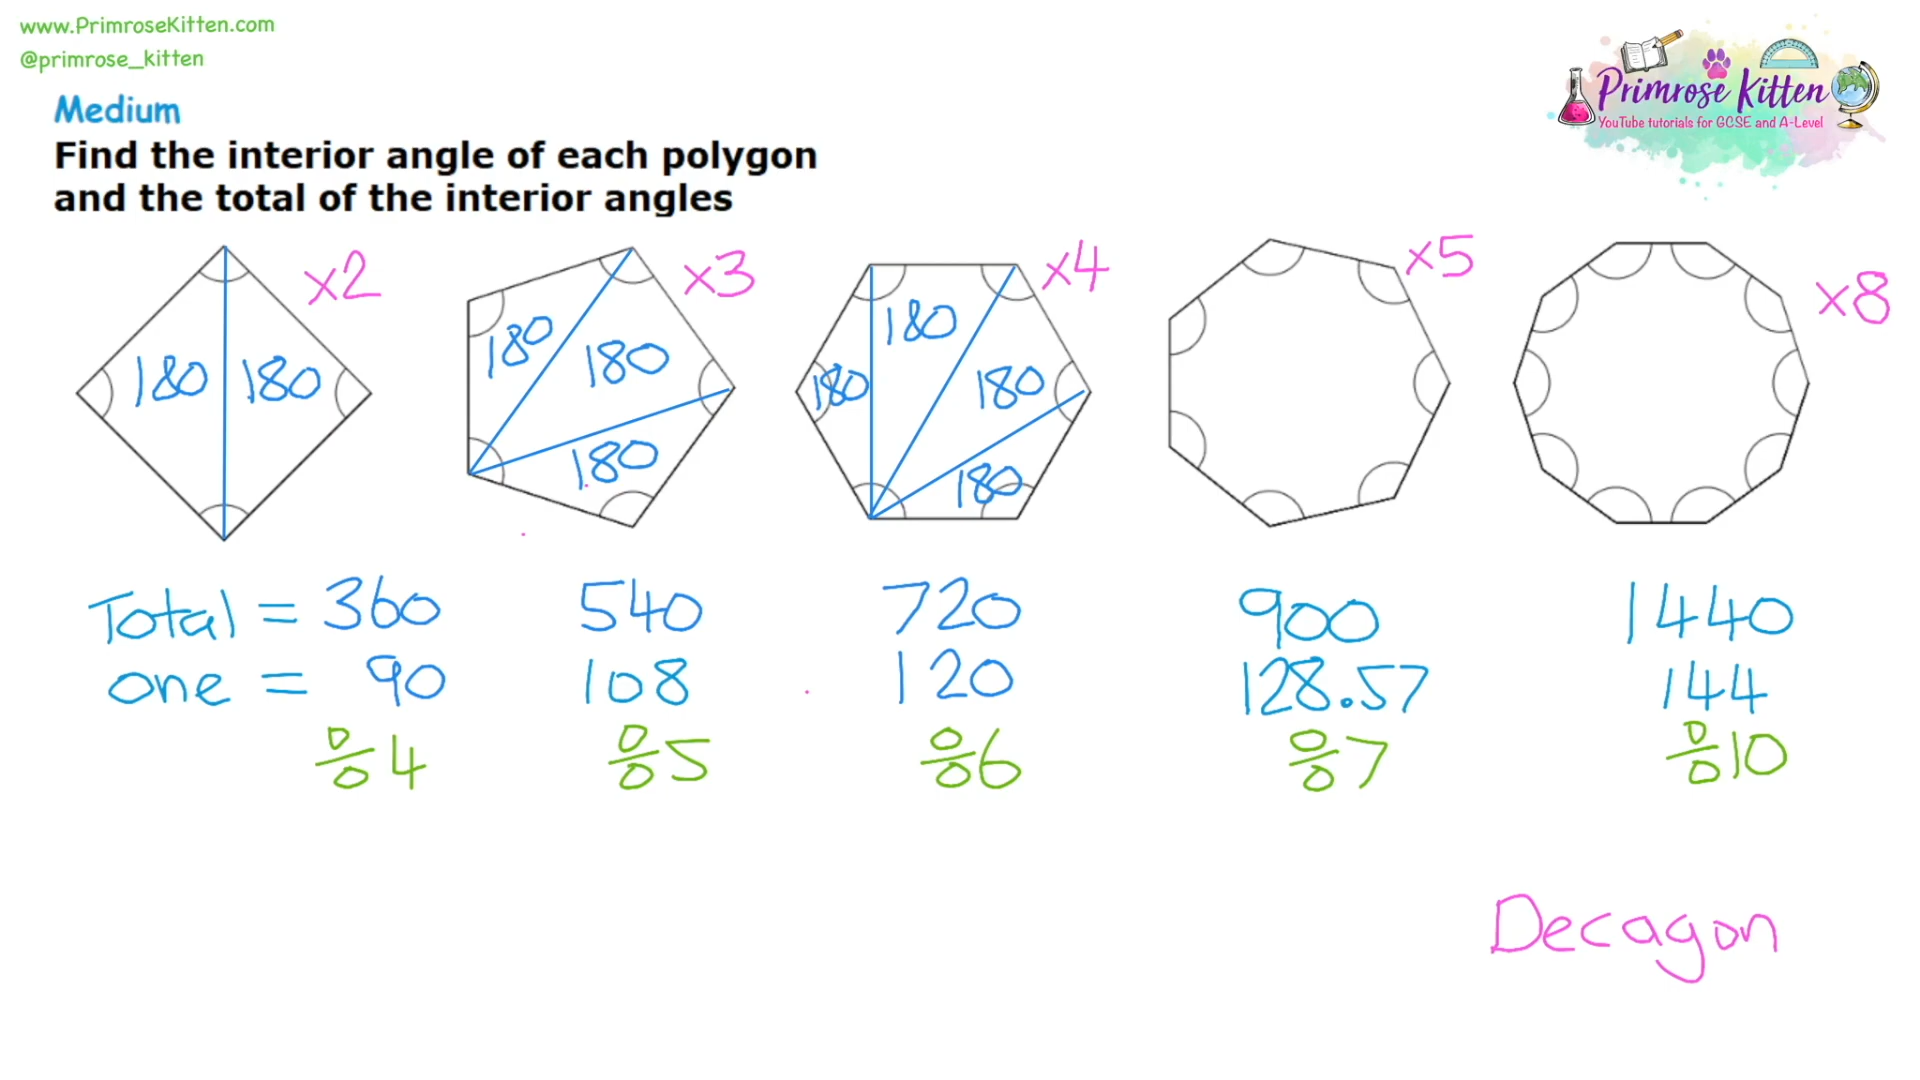 www.PrimroseKitten.com
@primrose_kitten
Primrose Kitten
YouTube tutorials for GCSE and A-Level
Medium
Find the interior angle of each polygon
and the total of the interior angles
x2 x3 x4 x5 x8
180 180
180 180 180
180 180 180 180
Total = 360 540 720 900 1440
one = 90 108 120 128.57 144
÷4 ÷5 ÷6 ÷7 ÷10
Decagon